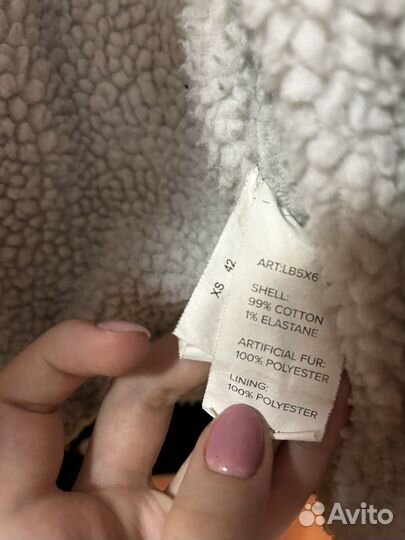 XS 42
ART:LB5X6
SHELL:
99% COTTON
1% ELASTANE
ARTIFICIAL FUR:
100% POLYESTER
LINING:
100% POLYESTER
Avito